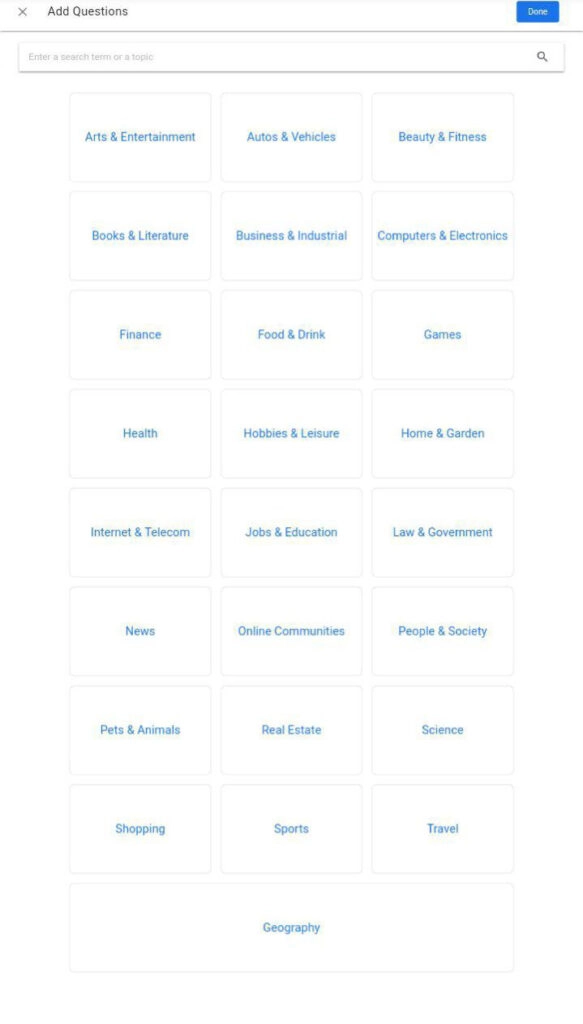 Add Questions
Done
Enter a search term or a topic
Arts & Entertainment
Autos & Vehicles
Beauty & Fitness
Books & Literature
Business & Industrial
Computers & Electronics
Finance
Food & Drink
Games
Health
Hobbies & Leisure
Home & Garden
Internet & Telecom
Jobs & Education
Law & Government
News
Online Communities
People & Society
Pets & Animals
Real Estate
Science
Shopping
Sports
Travel
Geography